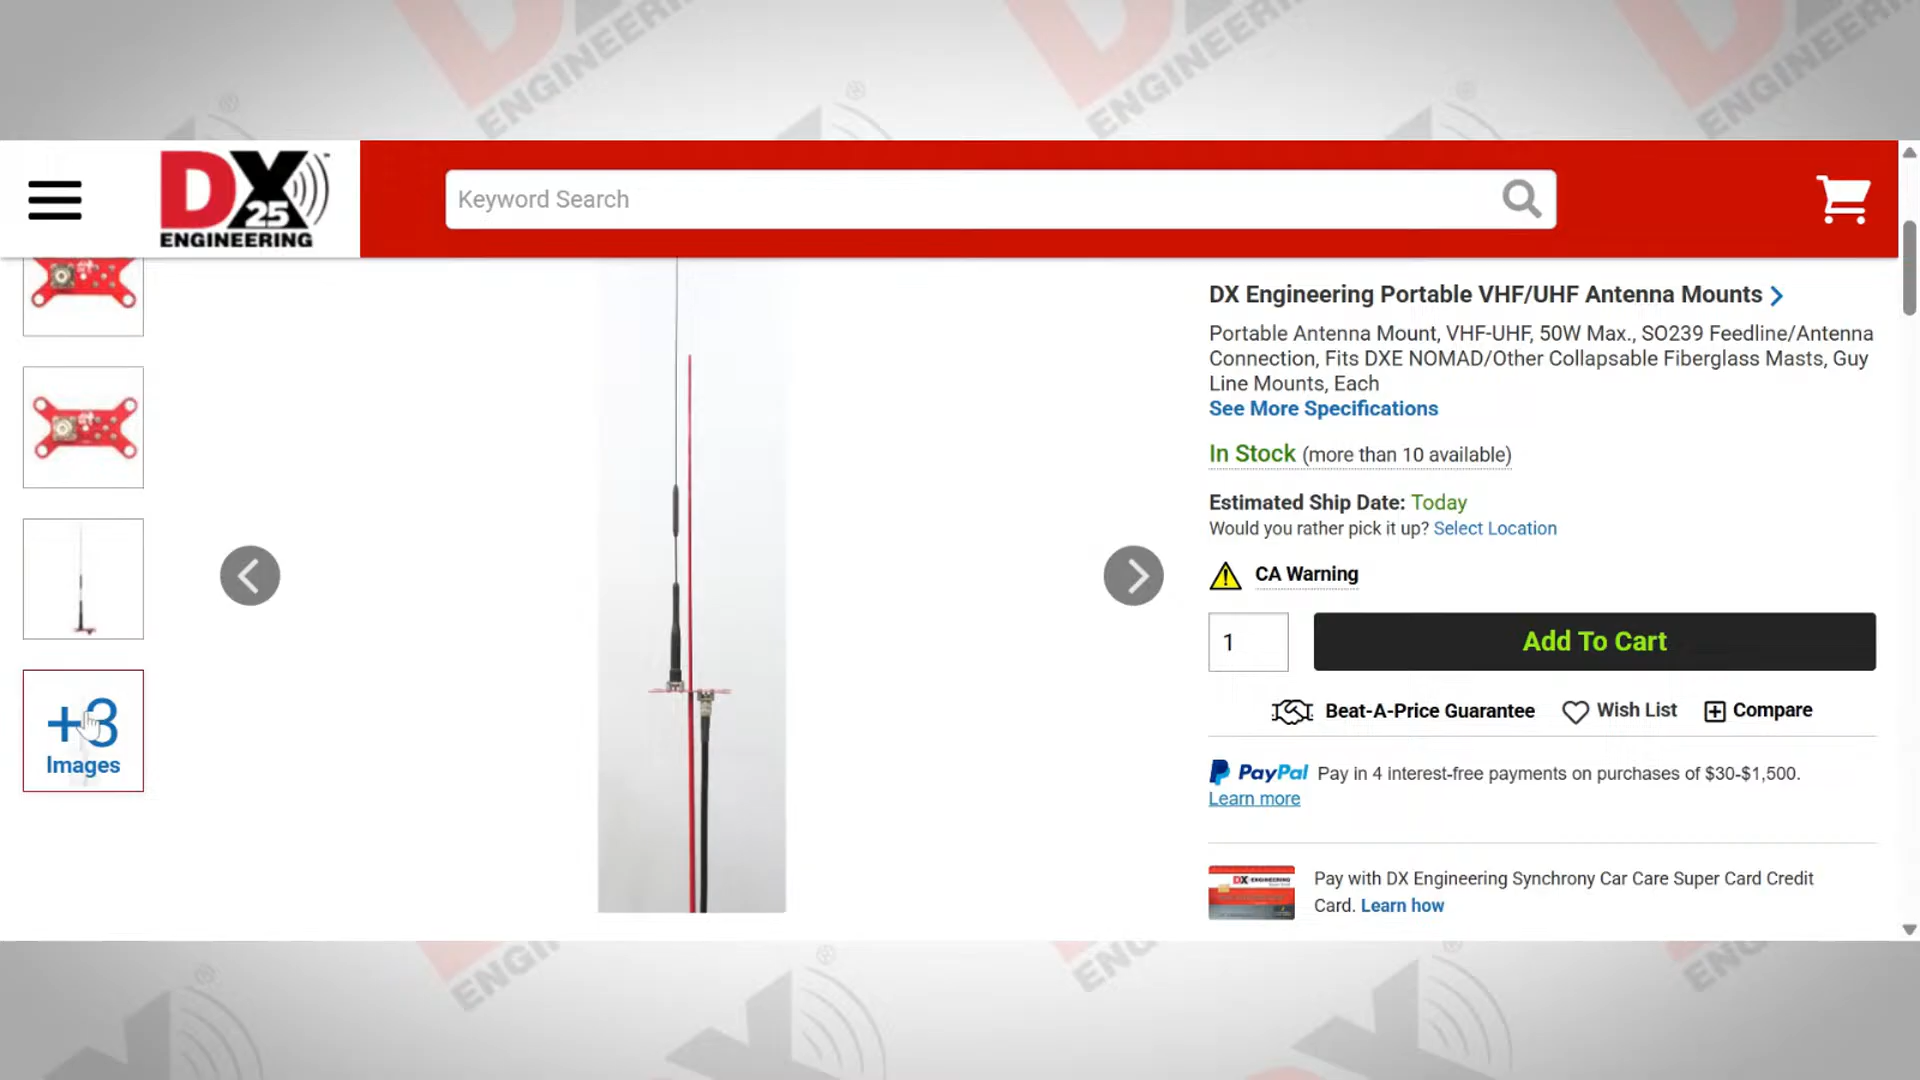 ENGINEERING
ENGINEERING
ENGINEERING
DX
25
ENGINEERING
Keyword Search
DX Engineering Portable VHF/UHF Antenna Mounts
Portable Antenna Mount, VHF-UHF, 50W Max., SO239 Feedline/Antenna
Connection, Fits DXE NOMAD/Other Collapsable Fiberglass Masts, Guy
Line Mounts, Each
See More Specifications
In Stock (more than 10 available)
Estimated Ship Date: Today
Would you rather pick it up? Select Location
CA Warning
1
Add To Cart
Beat-A-Price Guarantee
Wish List
Compare
+3
Images
PayPal Pay in 4 interest-free payments on purchases of $30-$1,500.
Learn more
DX ENGINEERING
Pay with DX Engineering Synchrony Car Care Super Card Credit
Card. Learn how